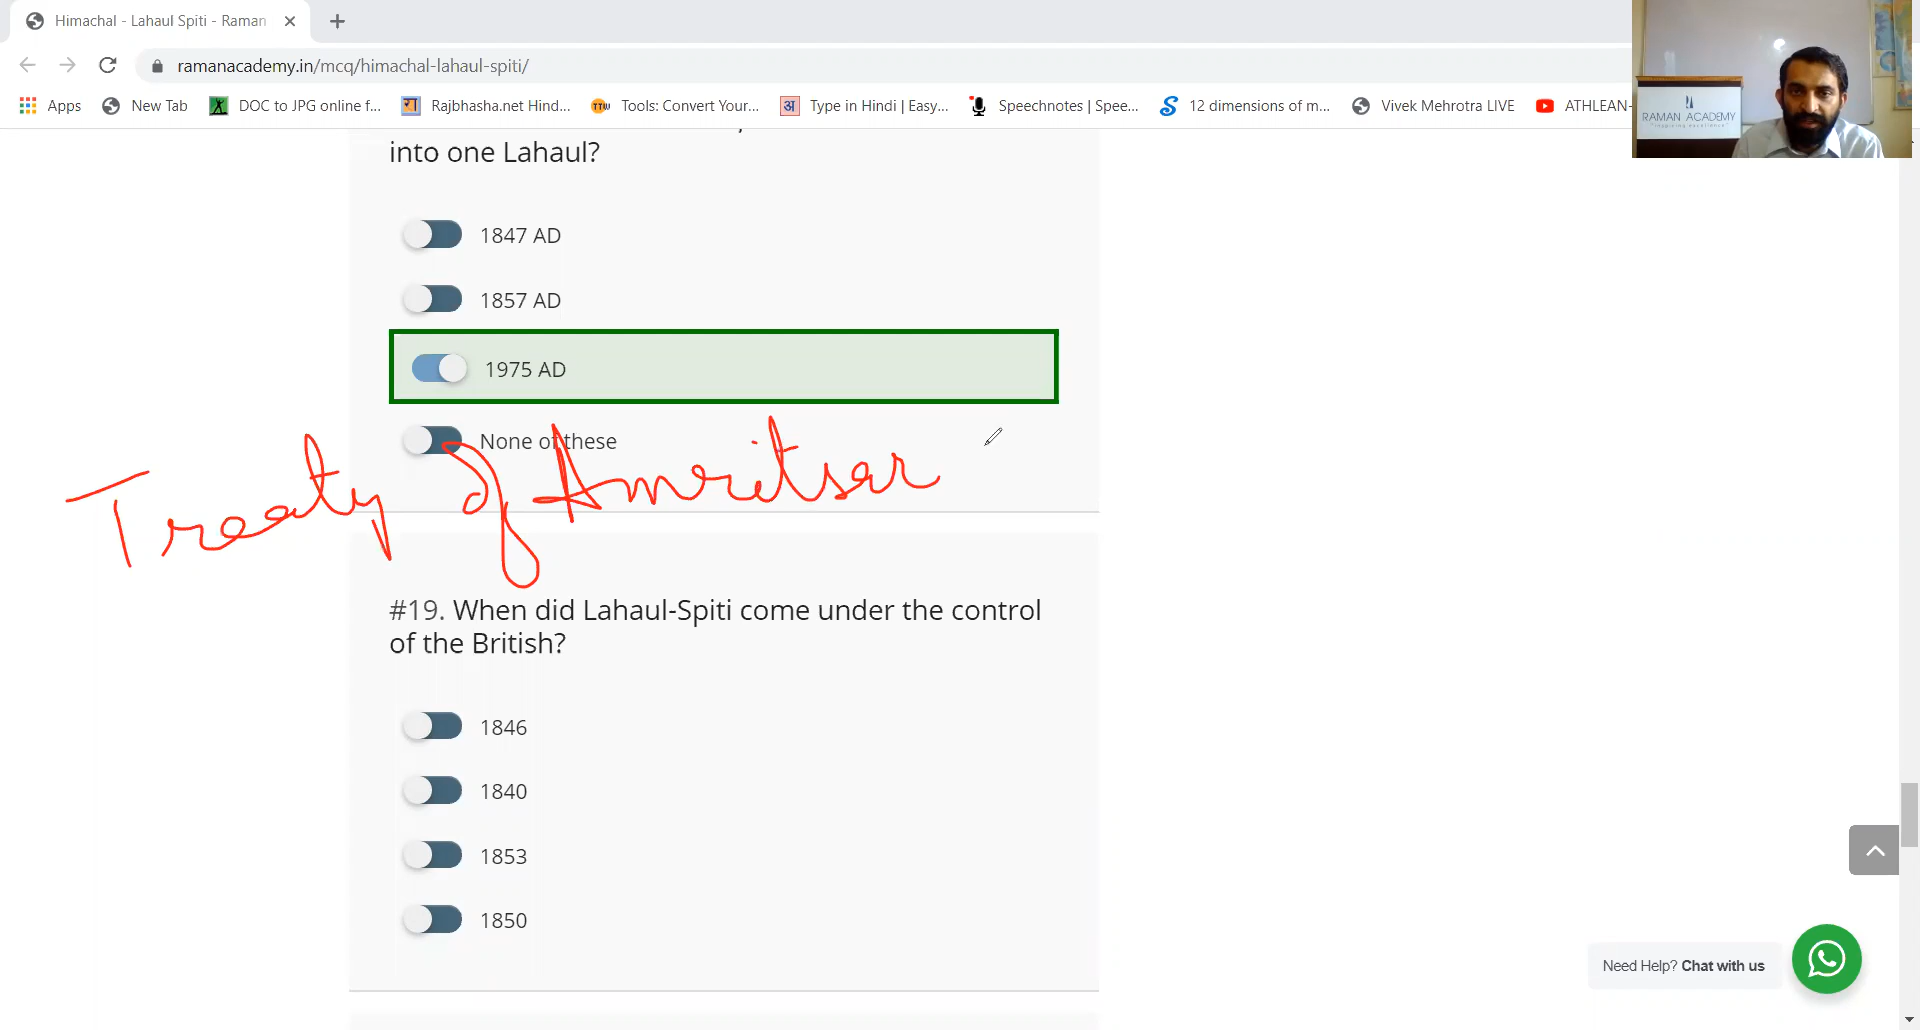 Himachal - Lahaul Spiti - Raman
ramanacademy.in/mcq/himachal-lahaul-spiti/
Apps
New Tab
DOC to JPG online f...
Rajbhasha.net Hind...
Tools: Convert Your...
Type in Hindi | Easy...
Speechnotes | Spee...
12 dimensions of m...
Vivek Mehrotra LIVE
ATHLEAN-
RAMAN ACADEMY
"inspiring excellence"
into one Lahaul?
1847 AD
1857 AD
1975 AD
None of these
Treaty of Amritsar
#19. When did Lahaul-Spiti come under the control
of the British?
1846
1840
1853
1850
Need Help? Chat with us